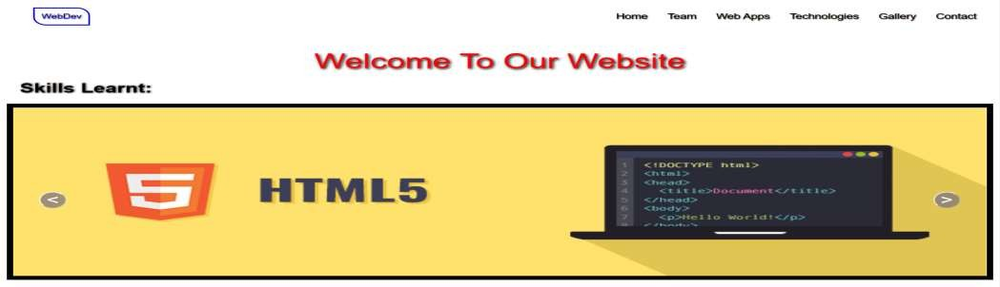 WebDev
Home Team Web Apps Technologies Gallery Contact
Welcome To Our Website
Skills Learnt:
<
5
HTML5
>
1 <!DOCTYPE html>
2 <html>
3 <head>
4 <title>Document</title>
5 </head>
6 <body>
7 <p>Hello World!</p>
8 </body>